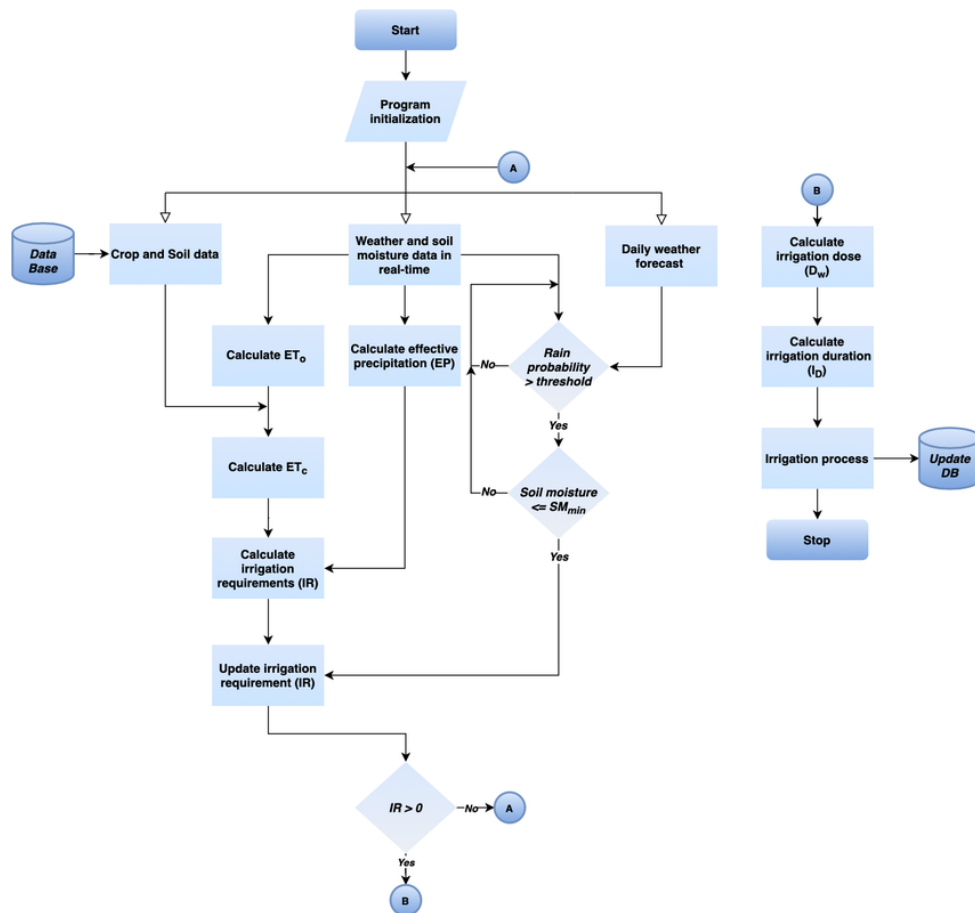 Start
Program
initialization
A
B
Data
Base
Crop and Soil data
Weather and soil
moisture data in
real-time
Daily weather
forecast
Calculate
irrigation dose
(Dw)
Calculate ETo
Calculate effective
precipitation (EP)
No
Rain
probability
> threshold
Yes
Calculate
irrigation duration
(ID)
Calculate ETc
No
Soil moisture
<= SMmin
Yes
Irrigation process
Update
DB
Stop
Calculate
irrigation
requirements (IR)
Update irrigation
requirement (IR)
IR > 0
No
A
Yes
B